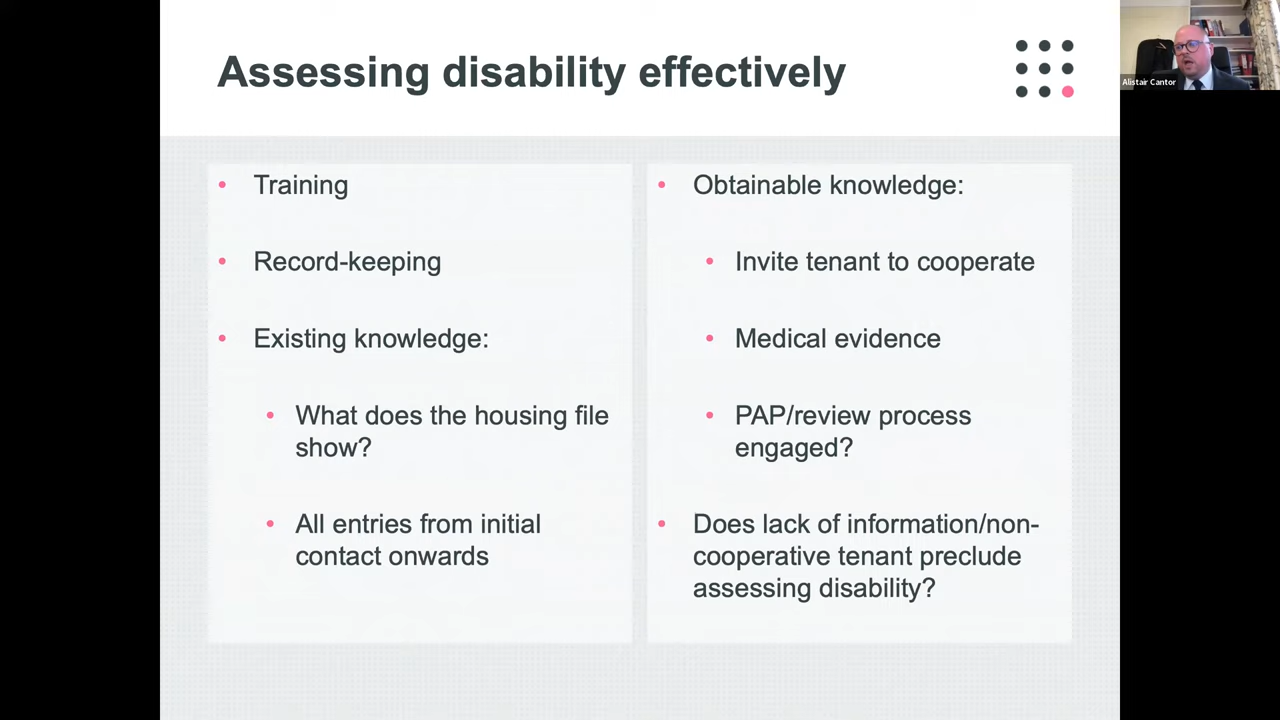 Assessing disability effectively
Alistair Cantor
• Training
• Record-keeping
• Existing knowledge:
• What does the housing file
show?
• All entries from initial
contact onwards
• Obtainable knowledge:
• Invite tenant to cooperate
• Medical evidence
• PAP/review process
engaged?
• Does lack of information/non-
cooperative tenant preclude
assessing disability?